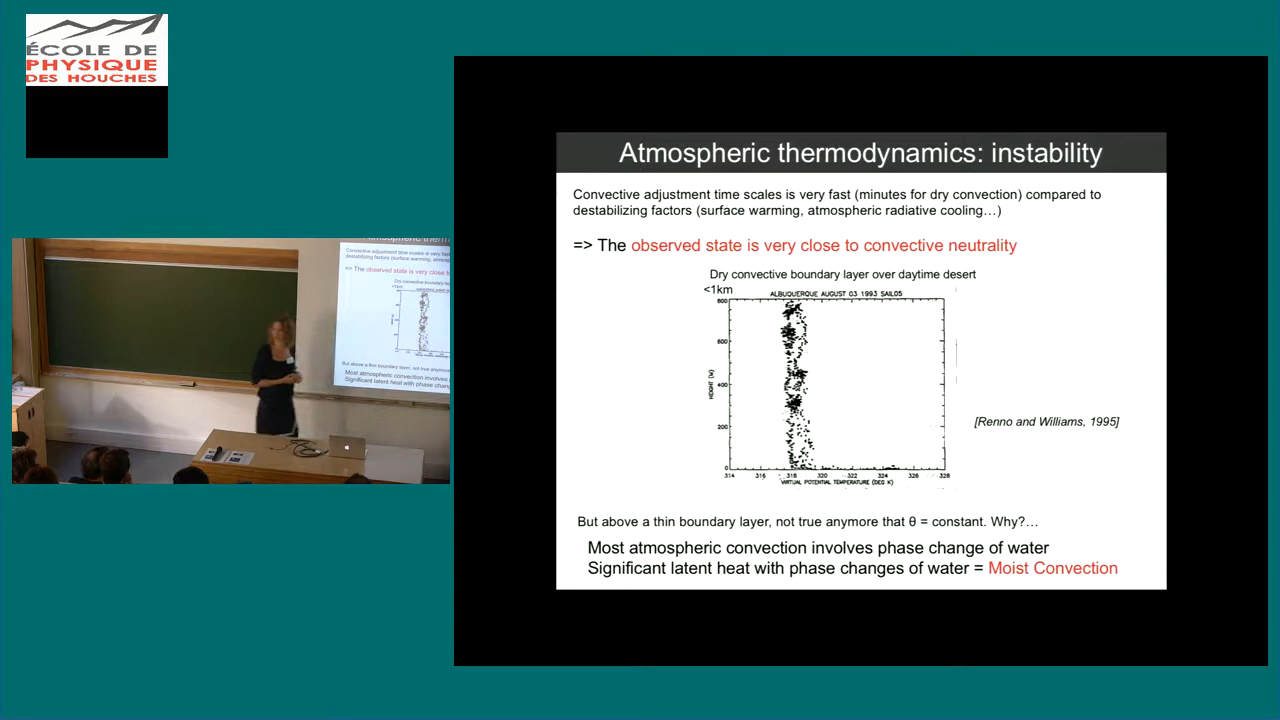 ÉCOLE DE
PHYSIQUE
DES HOUCHES
Atmospheric thermodynamics: instability
Convective adjustment time scales is very fast (minutes for dry convection) compared to
destabilizing factors (surface warming, atmospheric radiative cooling…)
=> The observed state is very close to convective neutrality
Dry convective boundary layer over daytime desert
<1km
ALBUQUERQUE AUGUST 03 1993 SAIL05
800
600
400
200
0
HEIGHT (M)
314 316 318 320 322 324 326 328
VIRTUAL POTENTIAL TEMPERATURE (DEG K)
[Renno and Williams, 1995]
But above a thin boundary layer, not true anymore that θ = constant. Why?…
Most atmospheric convection involves phase change of water
Significant latent heat with phase changes of water = Moist Convection